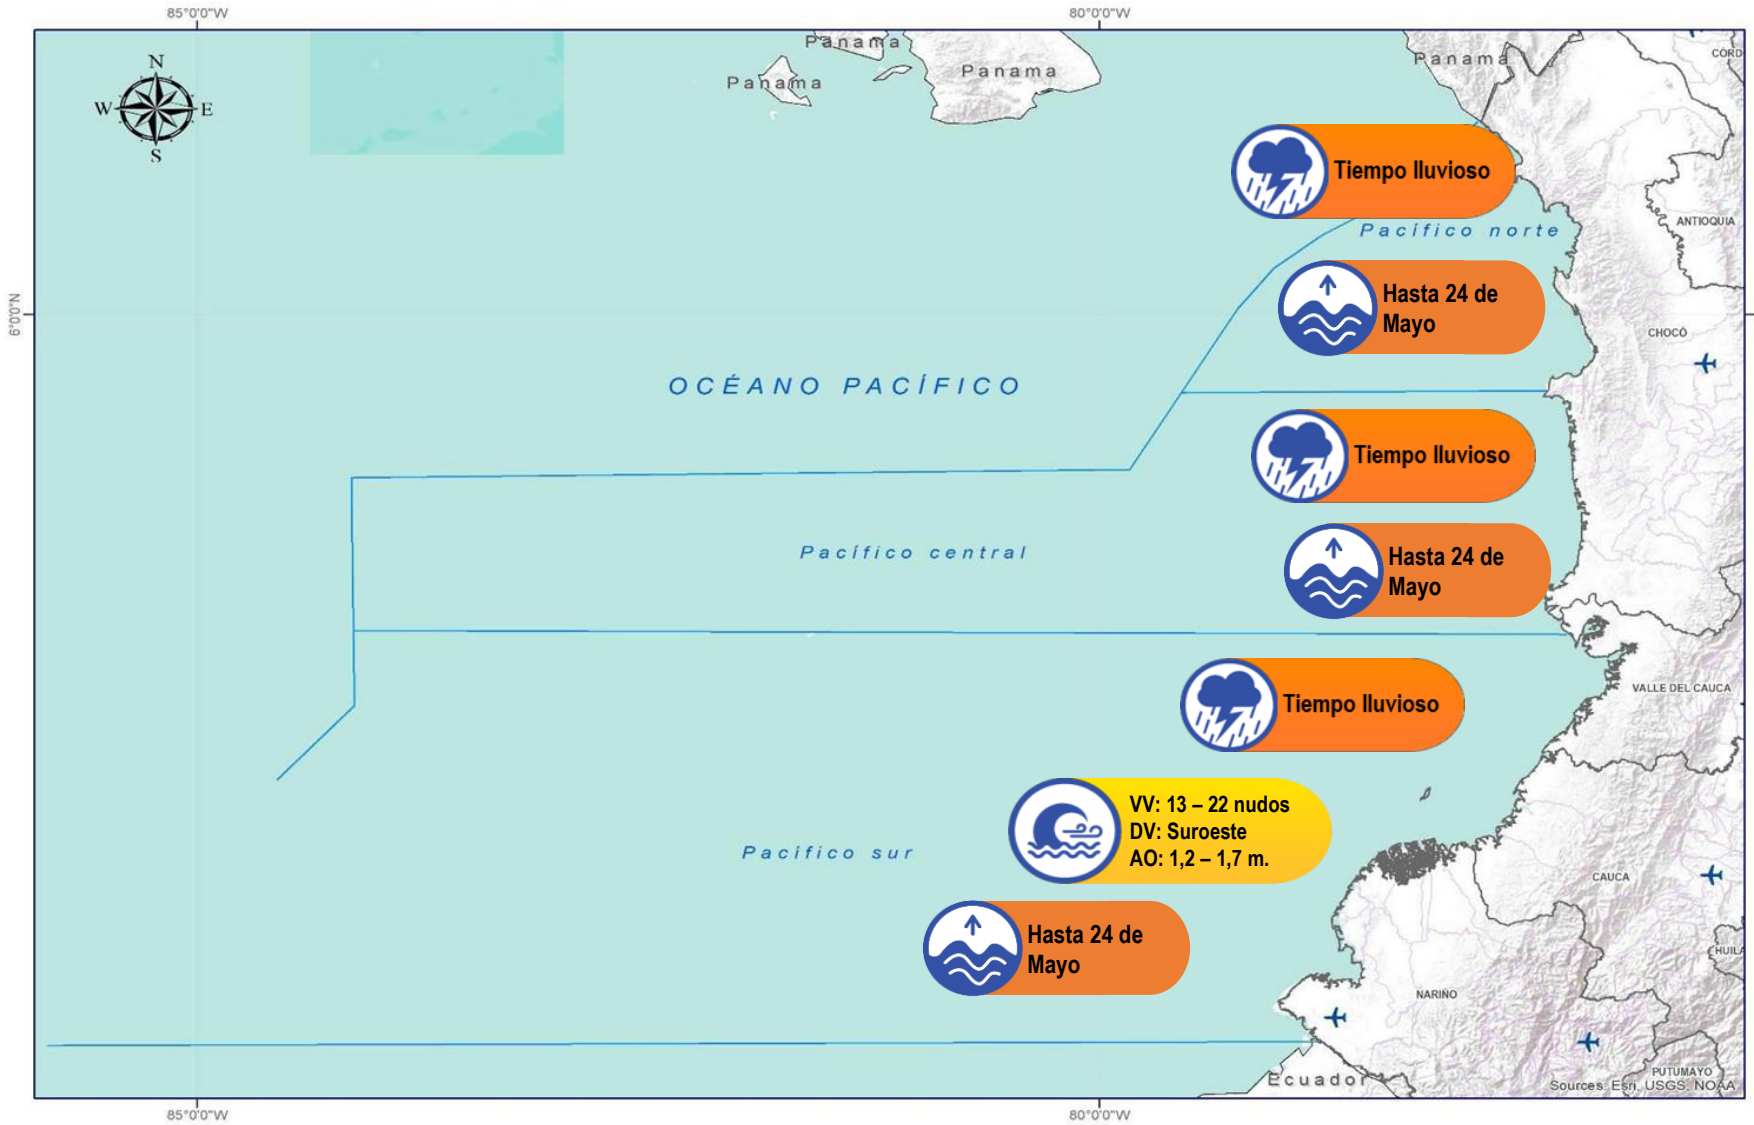 85°0'0"W
80°0'0"W
N
W
E
S
Panama
Panama
Panama
Panama
CÓRD
Tiempo lluvioso
ANTIOQUIA
Pacífico norte
6°0'0"N
Hasta 24 de
Mayo
CHOCÓ
OCÉANO PACÍFICO
Tiempo lluvioso
Pacífico central
Hasta 24 de
Mayo
VALLE DEL CAUCA
Tiempo lluvioso
VV: 13 – 22 nudos
DV: Suroeste
AO: 1,2 – 1,7 m.
Pacífico sur
CAUCA
Hasta 24 de
Mayo
HUILA
NARIÑO
PUTUMAYO
Ecuador
Sources: Esri, USGS, NOAA
85°0'0"W
80°0'0"W